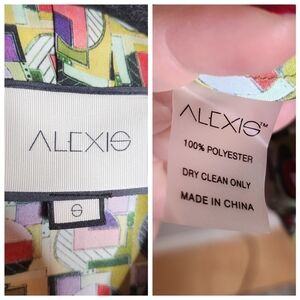 ALEXIS
S
ALEXIS™
100% POLYESTER
DRY CLEAN ONLY
MADE IN CHINA